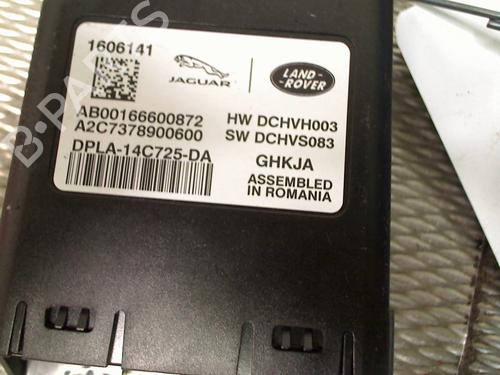 1606141
JAGUAR
LAND-
ROVER
AB00166600872
A2C7378900600
HW DCHVH003
SW DCHVS083
DPLA-14C725-DA
GHKJA
ASSEMBLED
IN ROMANIA
B-PARTS